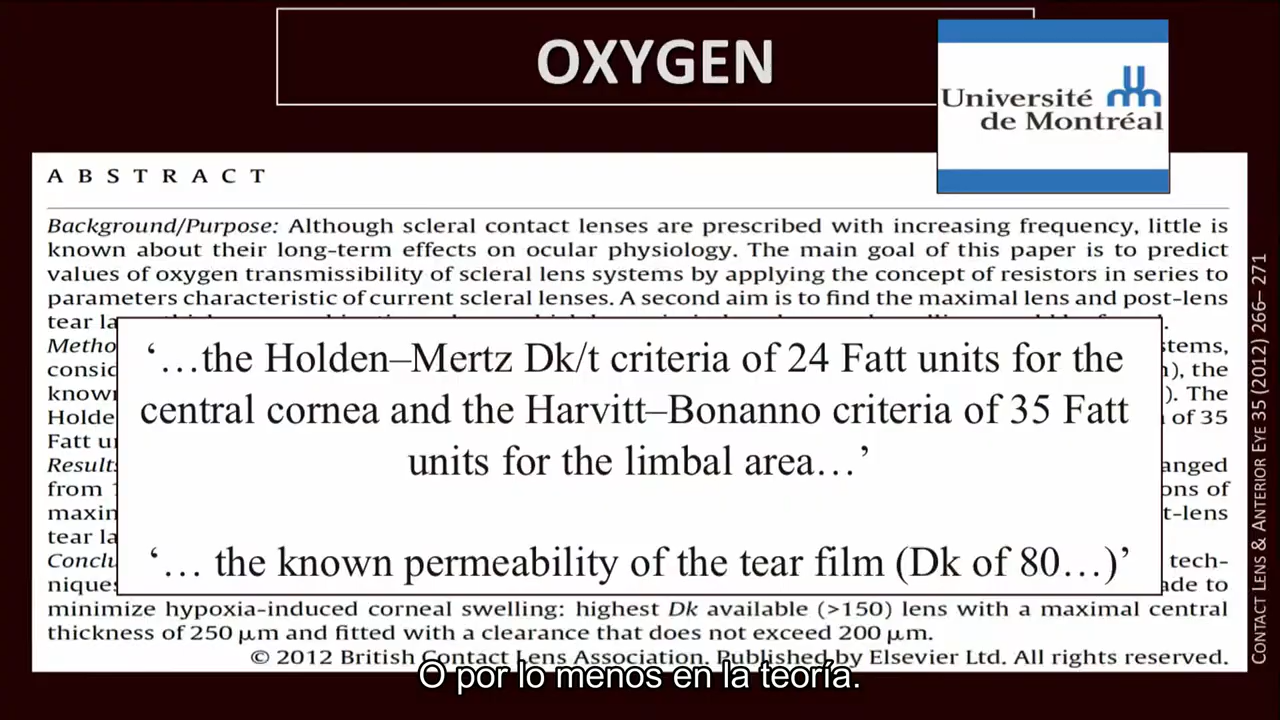 OXYGEN
Université
de Montréal
ABSTRACT
Background/Purpose: Although scleral contact lenses are prescribed with increasing frequency, little is
known about their long-term effects on ocular physiology. The main goal of this paper is to predict
values of oxygen transmissibility of scleral lens systems by applying the concept of resistors in series to
parameters characteristic of current scleral lenses. A second aim is to find the maximal lens and post-lens
tear
‘…the Holden–Mertz Dk/t criteria of 24 Fatt units for the
central cornea and the Harvitt–Bonanno criteria of 35 Fatt
units for the limbal area…’
‘… the known permeability of the tear film (Dk of 80…)’
minimize hypoxia-induced corneal swelling: highest Dk available (>150) lens with a maximal central
thickness of 250 μm and fitted with a clearance that does not exceed 200 μm.
© 2012 British Contact Lens Association. Published by Elsevier Ltd. All rights reserved.
O por lo menos en la teoría.
CONTACT LENS & ANTERIOR EYE 35 (2012) 266– 271